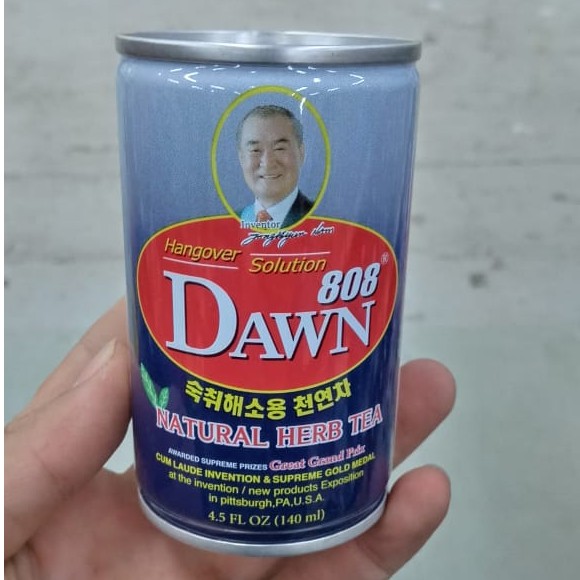 Inventor
Hangover Solution
808®
DAWN
숙취해소용 천연차
NATURAL HERB TEA
AWARDED SUPREME PRIZES Great Grand Prix
CUM LAUDE INVENTION & SUPREME GOLD MEDAL
at the invention / new products Exposition
in pittsburgh,PA,U.S.A.
4.5 FL OZ (140 ml)